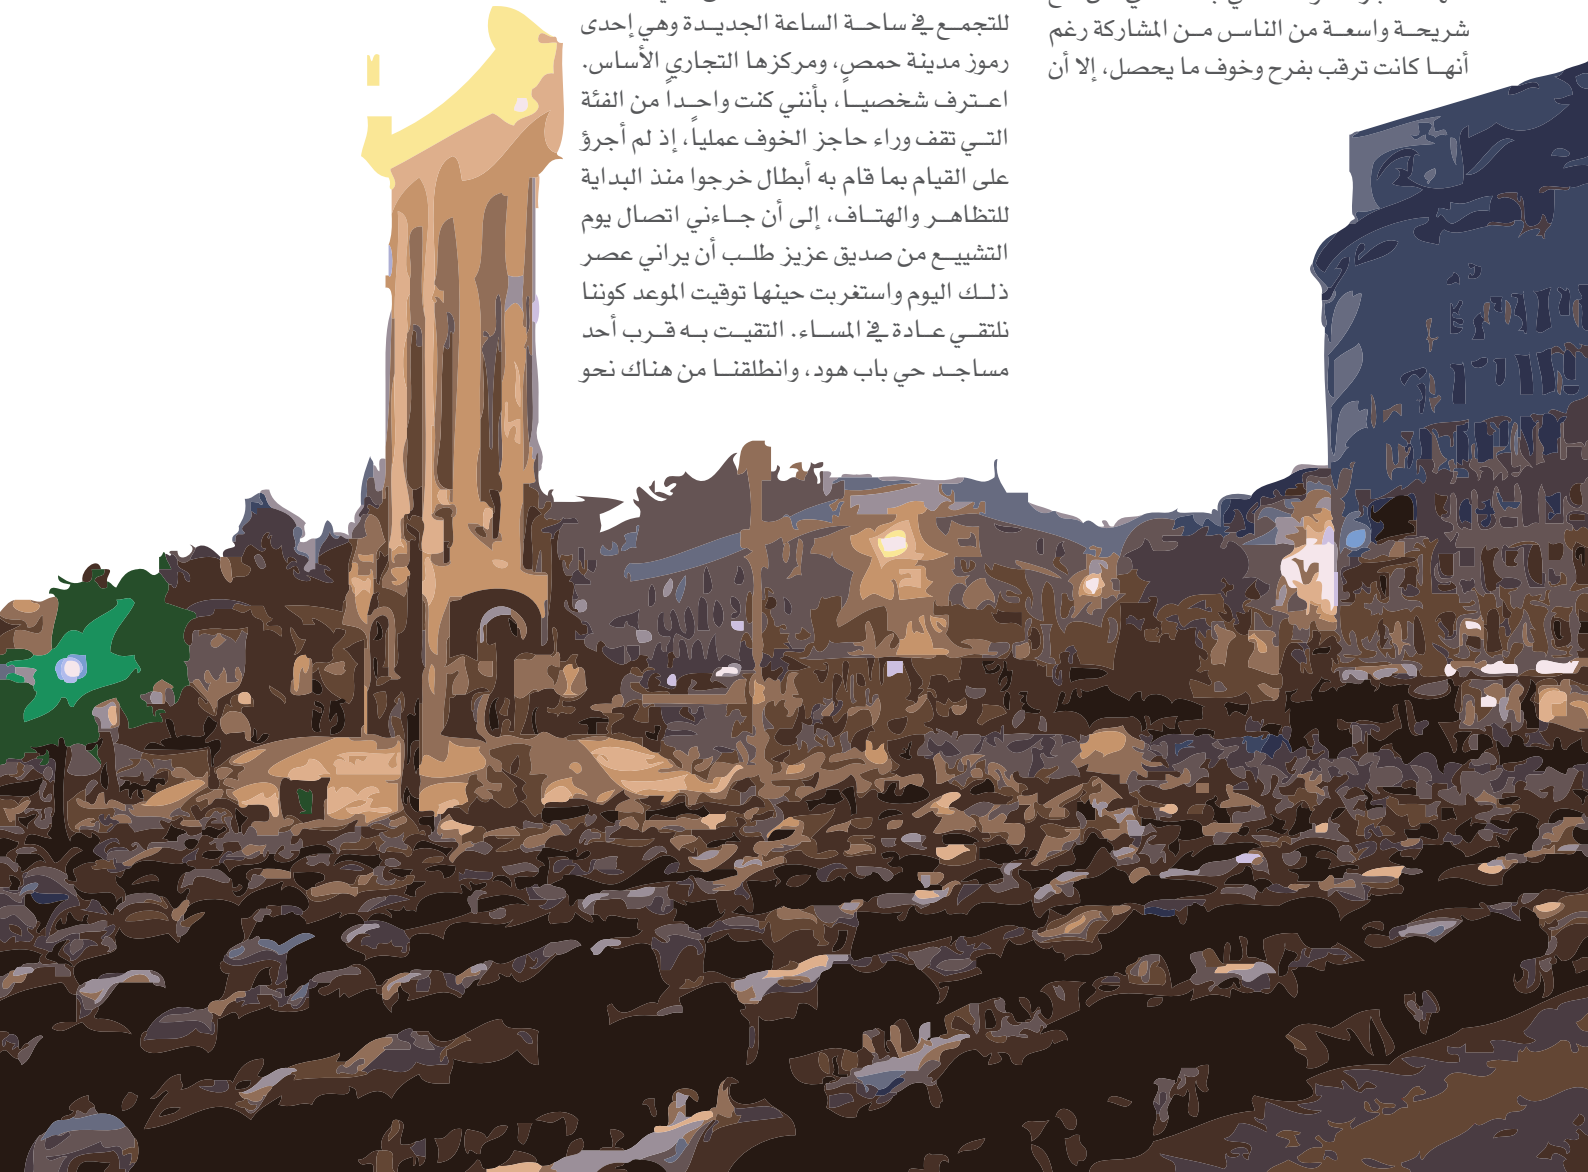 شريحة واسعة من الناس من المشاركة رغم
أنها كانت ترقب بفرح وخوف ما يحصل، إلا أن
للتجمع في ساحة الساعة الجديدة وهي إحدى
رموز مدينة حمص، ومركزها التجاري الأساس.
اعترف شخصياً، بأنني كنت واحداً من الفئة
التي تقف وراء حاجز الخوف عملياً، إذ لم أجرؤ
على القيام بما قام به أبطال خرجوا منذ البداية
للتظاهر والهتاف، إلى أن جاءني اتصال يوم
التشييع من صديق عزيز طلب أن يراني عصر
ذلك اليوم واستغربت حينها توقيت الموعد كوننا
نلتقي عادة في المساء. التقيت به قرب أحد
مساجد حي باب هود، وانطلقنا من هناك نحو